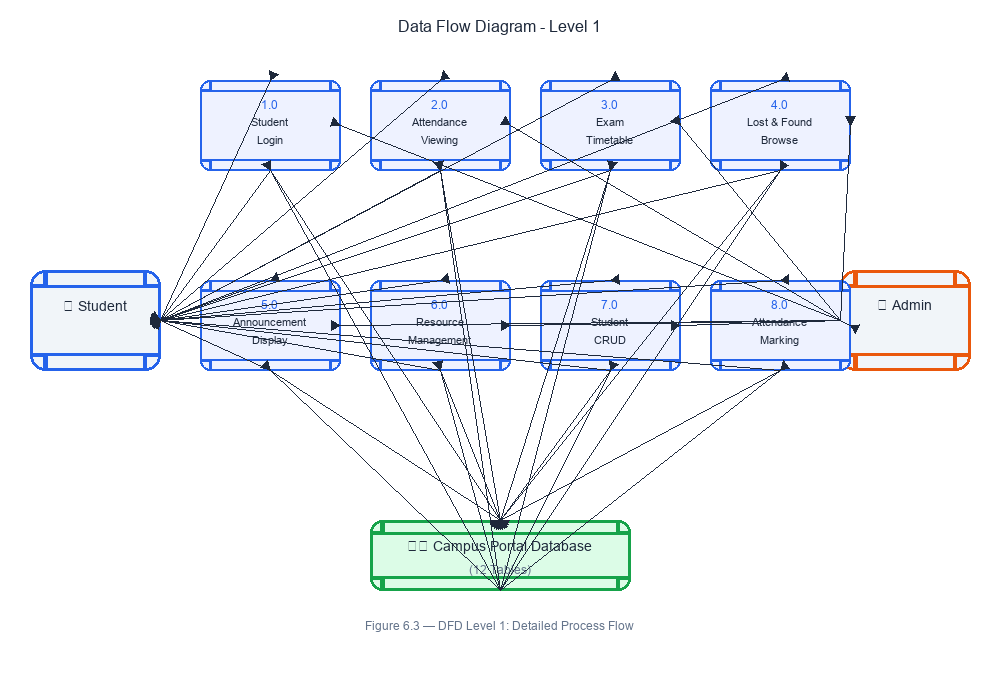 Data Flow Diagram - Level 1
1.0
Student
Login
2.0
Attendance
Viewing
3.0
Exam
Timetable
4.0
Lost & Found
Browse
Student
5.0
Announcement
Display
6.0
Resource
Management
7.0
Student
CRUD
8.0
Attendance
Marking
Admin
Campus Portal Database
(12 Tables)
Figure 6.3 — DFD Level 1: Detailed Process Flow